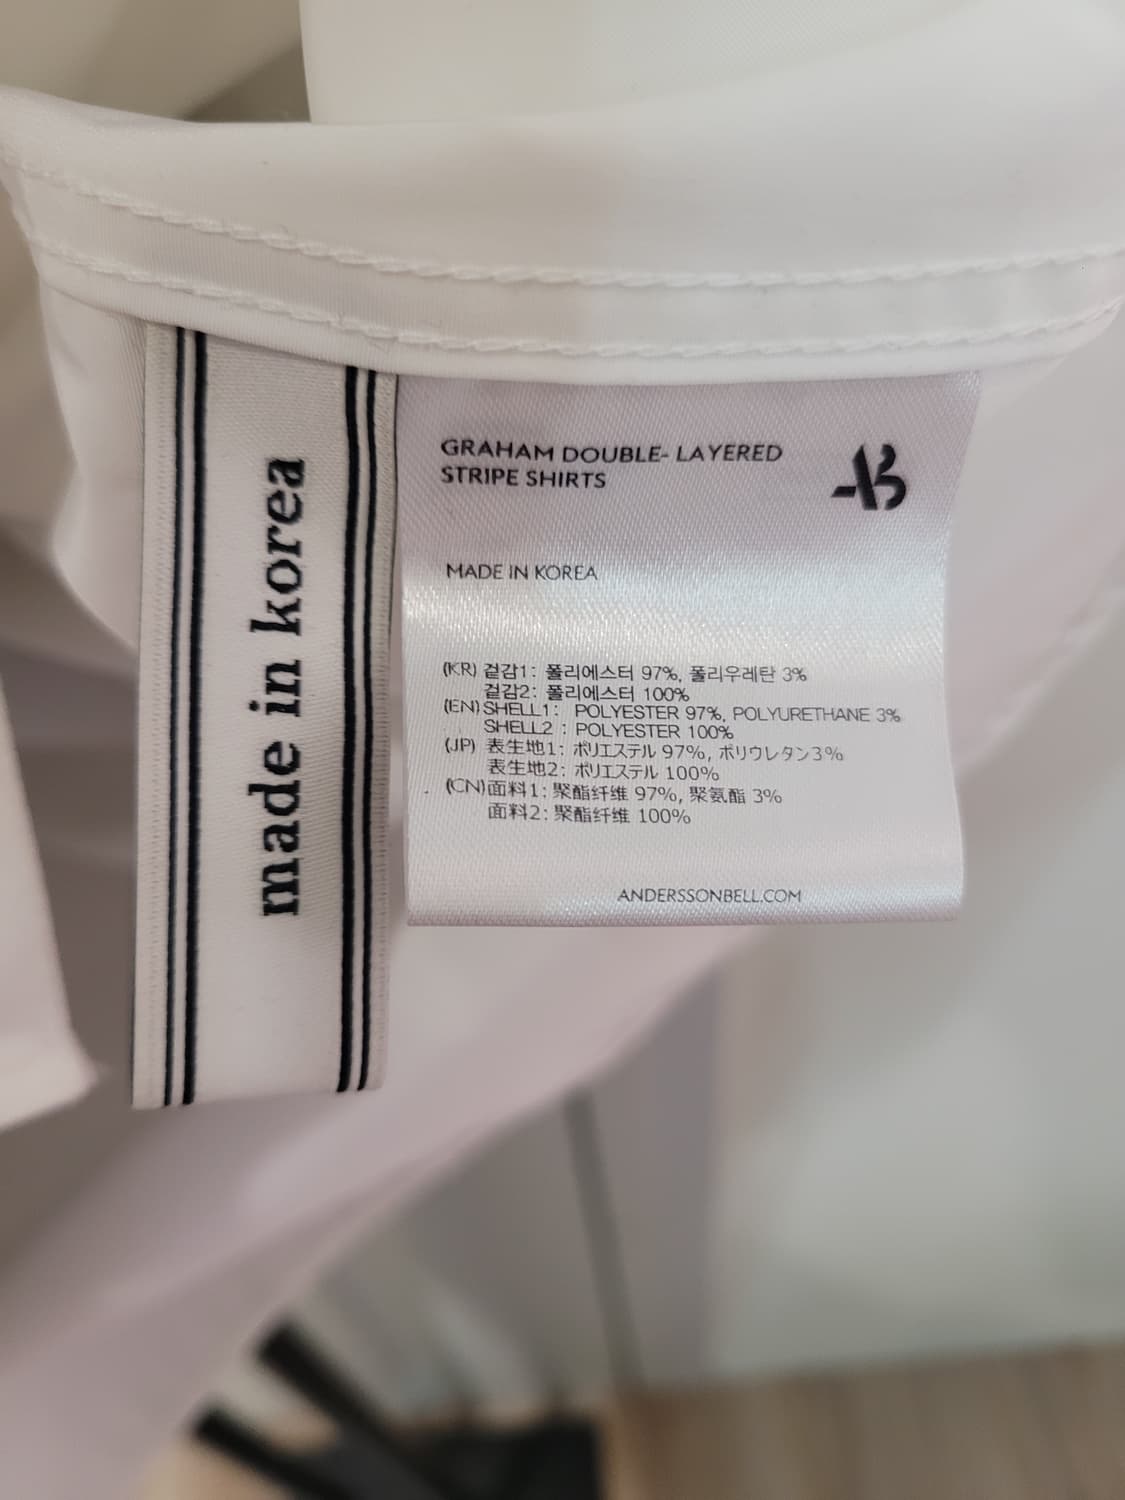 made in korea
GRAHAM DOUBLE- LAYERED
STRIPE SHIRTS
AB
MADE IN KOREA
(KR) 겉감1: 폴리에스터 97%, 폴리우레탄 3%
겉감2: 폴리에스터 100%
(EN) SHELL1: POLYESTER 97%, POLYURETHANE 3%
SHELL2 : POLYESTER 100%
(JP) 表生地1: ポリエステル 97%, ポリウレタン3%
表生地2: ポリエステル 100%
(CN)面料1: 聚酯纤维 97%, 聚氨酯 3%
面料2: 聚酯纤维 100%
ANDERSSONBELL.COM